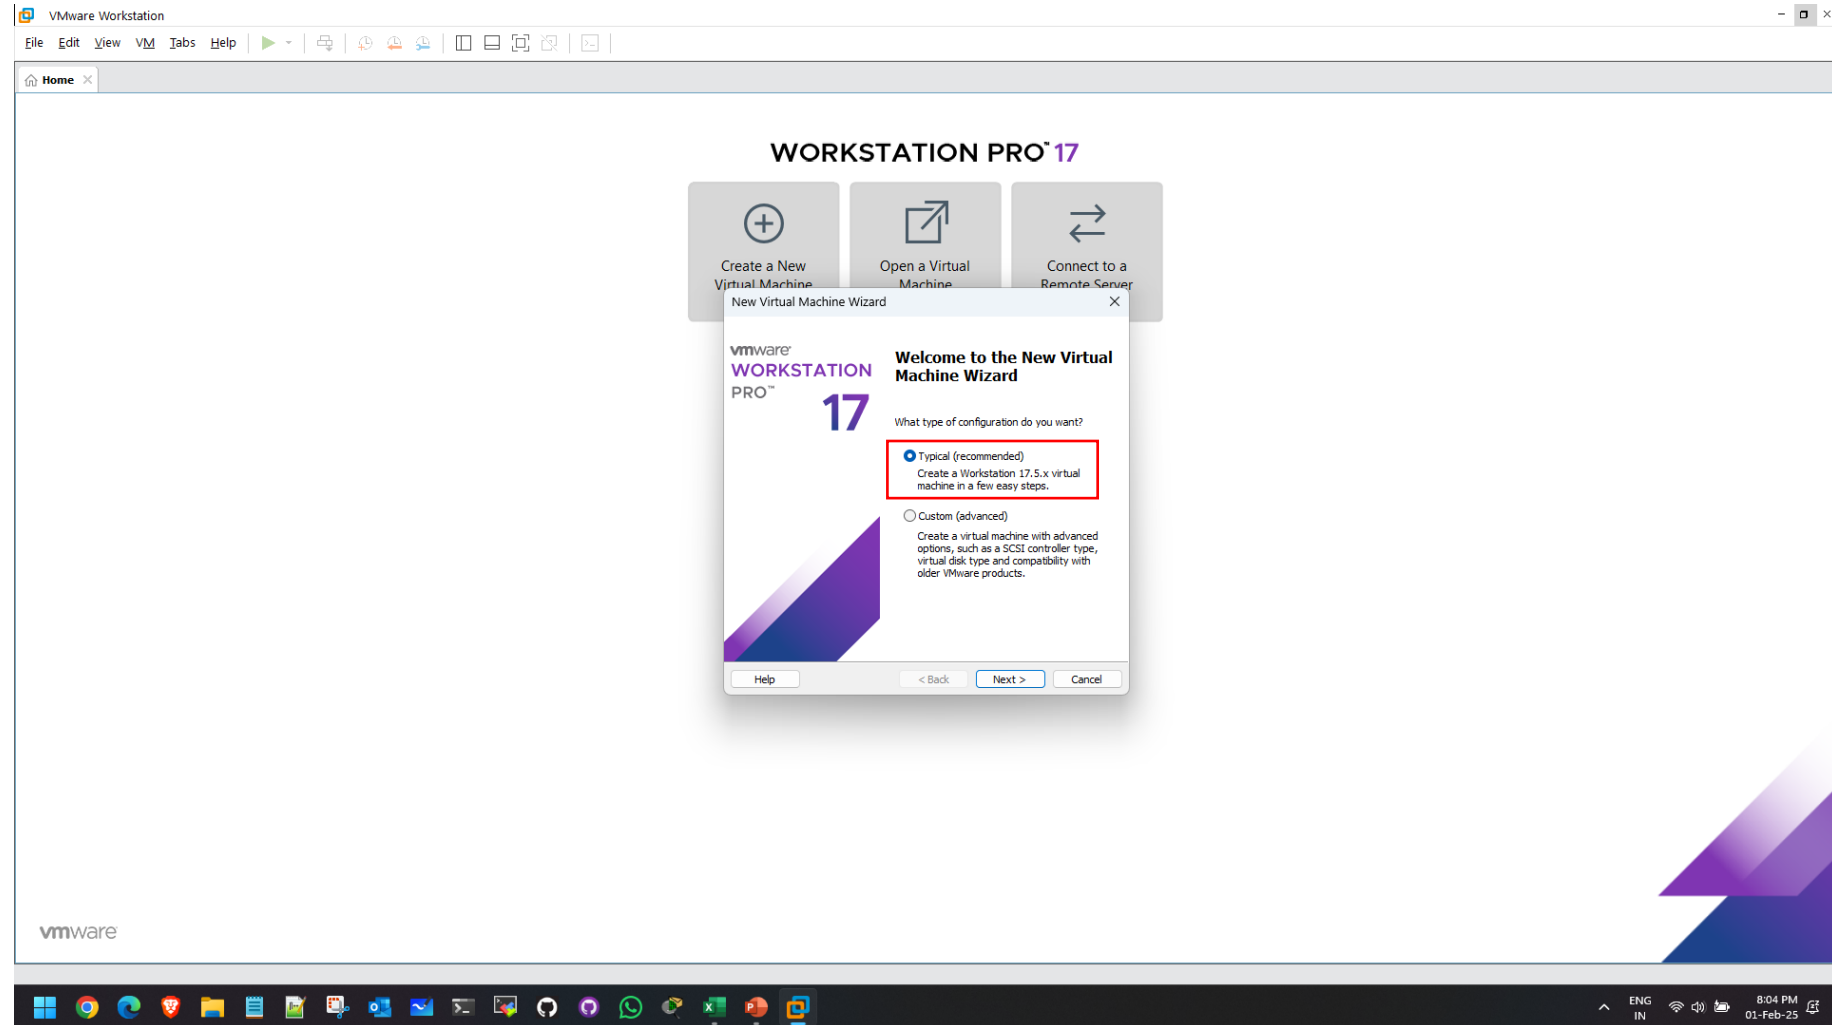 VMware Workstation
File Edit View VM Tabs Help
Home
WORKSTATION PRO™ 17
Create a New
Virtual Machine
Open a Virtual
Machine
Connect to a
Remote Server
New Virtual Machine Wizard
vmware
WORKSTATION
PRO™
17
Welcome to the New Virtual
Machine Wizard
What type of configuration do you want?
Typical (recommended)
Create a Workstation 17.5.x virtual
machine in a few easy steps.
Custom (advanced)
Create a virtual machine with advanced
options, such as a SCSI controller type,
virtual disk type and compatibility with
older VMware products.
Help < Back Next > Cancel
vmware
ENG
IN
8:04 PM
01-Feb-25